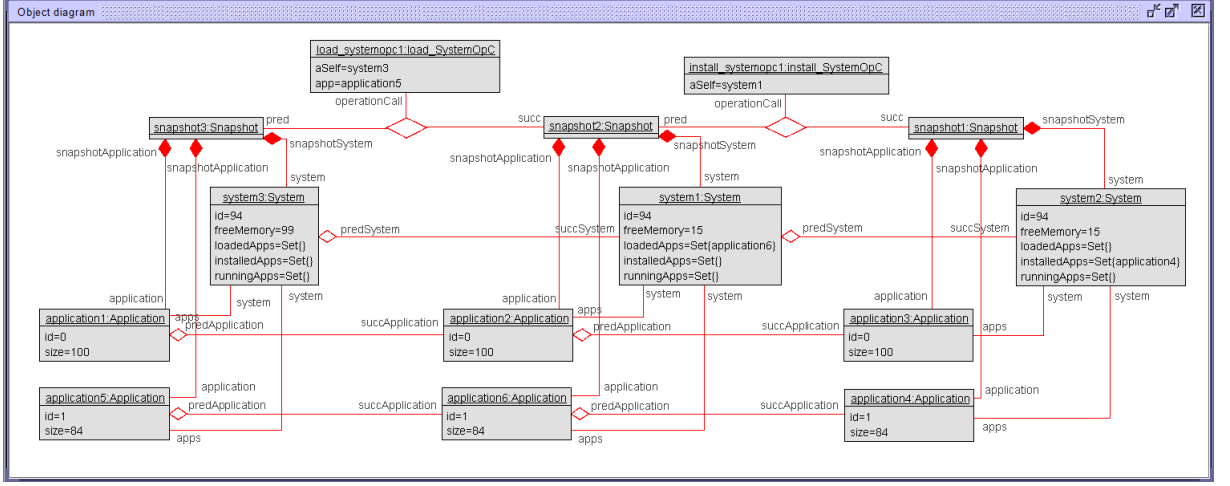 Object diagram
load_systemopc1:load_SystemOpC
aSelf=system3
app=application5
install_systemopc1:install_SystemOpC
aSelf=system1
operationCall
operationCall
snapshot3:Snapshot
pred
succ
snapshot2:Snapshot
pred
succ
snapshot1:Snapshot
snapshotSystem
snapshotApplication
snapshotSystem
snapshotApplication
snapshotSystem
snapshotApplication
snapshotApplication
snapshotApplication
snapshotApplication
system
system
system
system3:System
id=94
freeMemory=99
loadedApps=Set{}
installedApps=Set{}
runningApps=Set{}
predSystem
succSystem
system1:System
id=94
freeMemory=15
loadedApps=Set{application6}
installedApps=Set{}
runningApps=Set{}
predSystem
succSystem
system2:System
id=94
freeMemory=15
loadedApps=Set{}
installedApps=Set{application4}
runningApps=Set{}
application
system
system
application
system
system
application
system
system
application1:Application
id=0
size=100
apps
predApplication
succApplication
application2:Application
id=0
size=100
apps
predApplication
succApplication
application3:Application
id=0
size=100
apps
application5:Application
id=1
size=84
application
predApplication
apps
succApplication
application6:Application
id=1
size=84
application
predApplication
apps
succApplication
application4:Application
id=1
size=84
application
apps